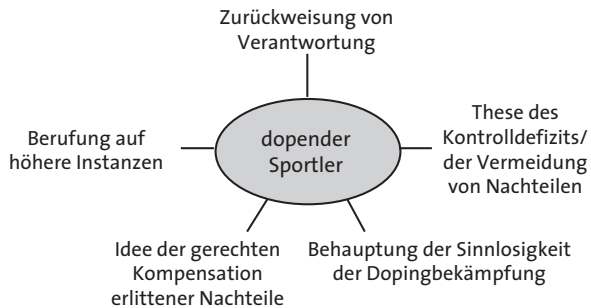 Zurückweisung von
Verantwortung
These des
Kontrolldefizits/
der Vermeidung
von Nachteilen
Berufung auf
höhere Instanzen
dopender
Sportler
Idee der gerechten
Kompensation
erlittener Nachteile
Behauptung der Sinnlosigkeit
der Dopingbekämpfung